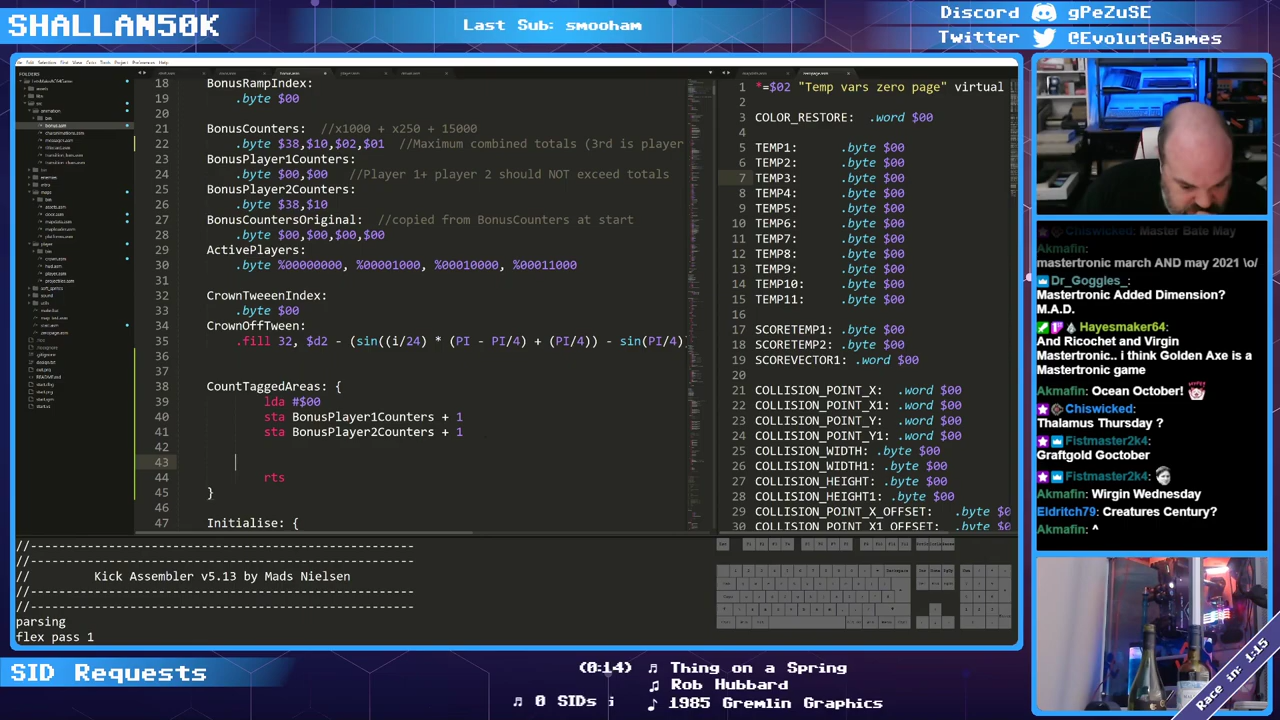 SHALLAN50K
Last Sub: smooham
Discord gPeZuSE
Twitter @EvoluteGames
FOLDERS
18 BonusRampIndex:
19 .byte $00
20
21 BonusCounters: //x1000 + x250 + 15000
22 .byte $38,$10,$02,$01 //Maximum combined totals (3rd is player
23 BonusPlayer1Counters:
24 .byte $00,$00 //Player 1+ player 2 should NOT exceed totals
25 BonusPlayer2Counters:
26 .byte $38,$10
27 BonusCountersOriginal: //copied from BonusCounters at start
28 .byte $00,$00,$00,$00
29 ActivePlayers:
30 .byte %00000000, %00001000, %00010000, %00011000
31
32 CrownTweeenIndex:
33 .byte $00
34 CrownOffTween:
35 .fill 32, $d2 - (sin((i/24) * (PI - PI/4) + (PI/4)) - sin(PI/4)
36
37
38 CountTaggedAreas: {
39 lda #$00
40 sta BonusPlayer1Counters + 1
41 sta BonusPlayer2Counters + 1
42
43
44 rts
45 }
46
47 Initialise: {
1 *=$02 "Temp vars zero page" virtual
2
3 COLOR_RESTORE: .word $00
4
5 TEMP1: .byte $00
6 TEMP2: .byte $00
7 TEMP3: .byte $00
8 TEMP4: .byte $00
9 TEMP5: .byte $00
10 TEMP6: .byte $00
11 TEMP7: .byte $00
12 TEMP8: .byte $00
13 TEMP9: .byte $00
14 TEMP10: .byte $00
15 TEMP11: .byte $00
16
17 SCORETEMP1: .byte $00
18 SCORETEMP2: .byte $00
19 SCOREVECTOR1: .word $00
20
21 COLLISION_POINT_X: .word $00
22 COLLISION_POINT_X1: .word $00
23 COLLISION_POINT_Y: .word $00
24 COLLISION_POINT_Y1: .word $00
25 COLLISION_WIDTH: .byte $00
26 COLLISION_WIDTH1: .byte $00
27 COLLISION_HEIGHT: .byte $00
28 COLLISION_HEIGHT1: .byte $00
29 COLLISION_POINT_X_OFFSET: .byte $0
30 COLLISION_POINT_X1_OFFSET: .byte $0
//------------------------------------------------------
//------------------------------------------------------
// Kick Assembler v5.13 by Mads Nielsen
//------------------------------------------------------
//------------------------------------------------------
parsing
flex pass 1
Chiswicked: Master Bate May
Akmafin:
mastertronic march AND may 2021 \o/
Dr_Goggles_:
Mastertronic Added Dimension?
M.A.D.
Hayesmaker64:
And Ricochet and Virgin
Mastertronic.. I think Golden Axe is a
Mastertronic game
Akmafin: Ocean October!
Chiswicked:
Thalamus Thursday ?
Fistmaster2k4:
Graftgold Goctober
Fistmaster2k4:
Akmafin: Wirgin Wednesday
Eldritch79: Creatures Century?
Akmafin: ^
SID Requests
(0:14) Thing on a Spring
Rob Hubbard
0 SIDs i
1985 Gremlin Graphics
Race in: 1:15